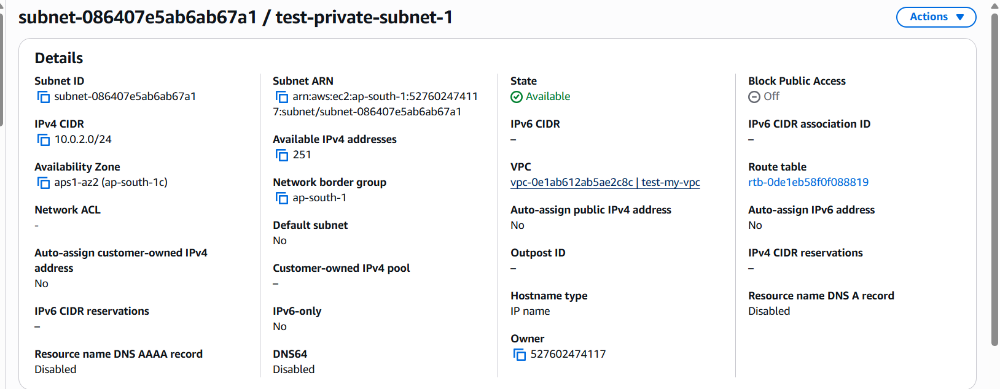 subnet-086407e5ab6ab67a1 / test-private-subnet-1
Actions
Details
Subnet ID
subnet-086407e5ab6ab67a1
IPv4 CIDR
10.0.2.0/24
Availability Zone
aps1-az2 (ap-south-1c)
Network ACL
-
Auto-assign customer-owned IPv4
address
No
IPv6 CIDR reservations
–
Resource name DNS AAAA record
Disabled
Subnet ARN
arn:aws:ec2:ap-south-1:52760247411
7:subnet/subnet-086407e5ab6ab67a1
Available IPv4 addresses
251
Network border group
ap-south-1
Default subnet
No
Customer-owned IPv4 pool
–
IPv6-only
No
DNS64
Disabled
State
Available
IPv6 CIDR
–
VPC
vpc-0e1ab612ab5ae2c8c | test-my-vpc
Auto-assign public IPv4 address
No
Outpost ID
–
Hostname type
IP name
Owner
527602474117
Block Public Access
Off
IPv6 CIDR association ID
–
Route table
rtb-0de1eb58f0f088819
Auto-assign IPv6 address
No
IPv4 CIDR reservations
–
Resource name DNS A record
Disabled